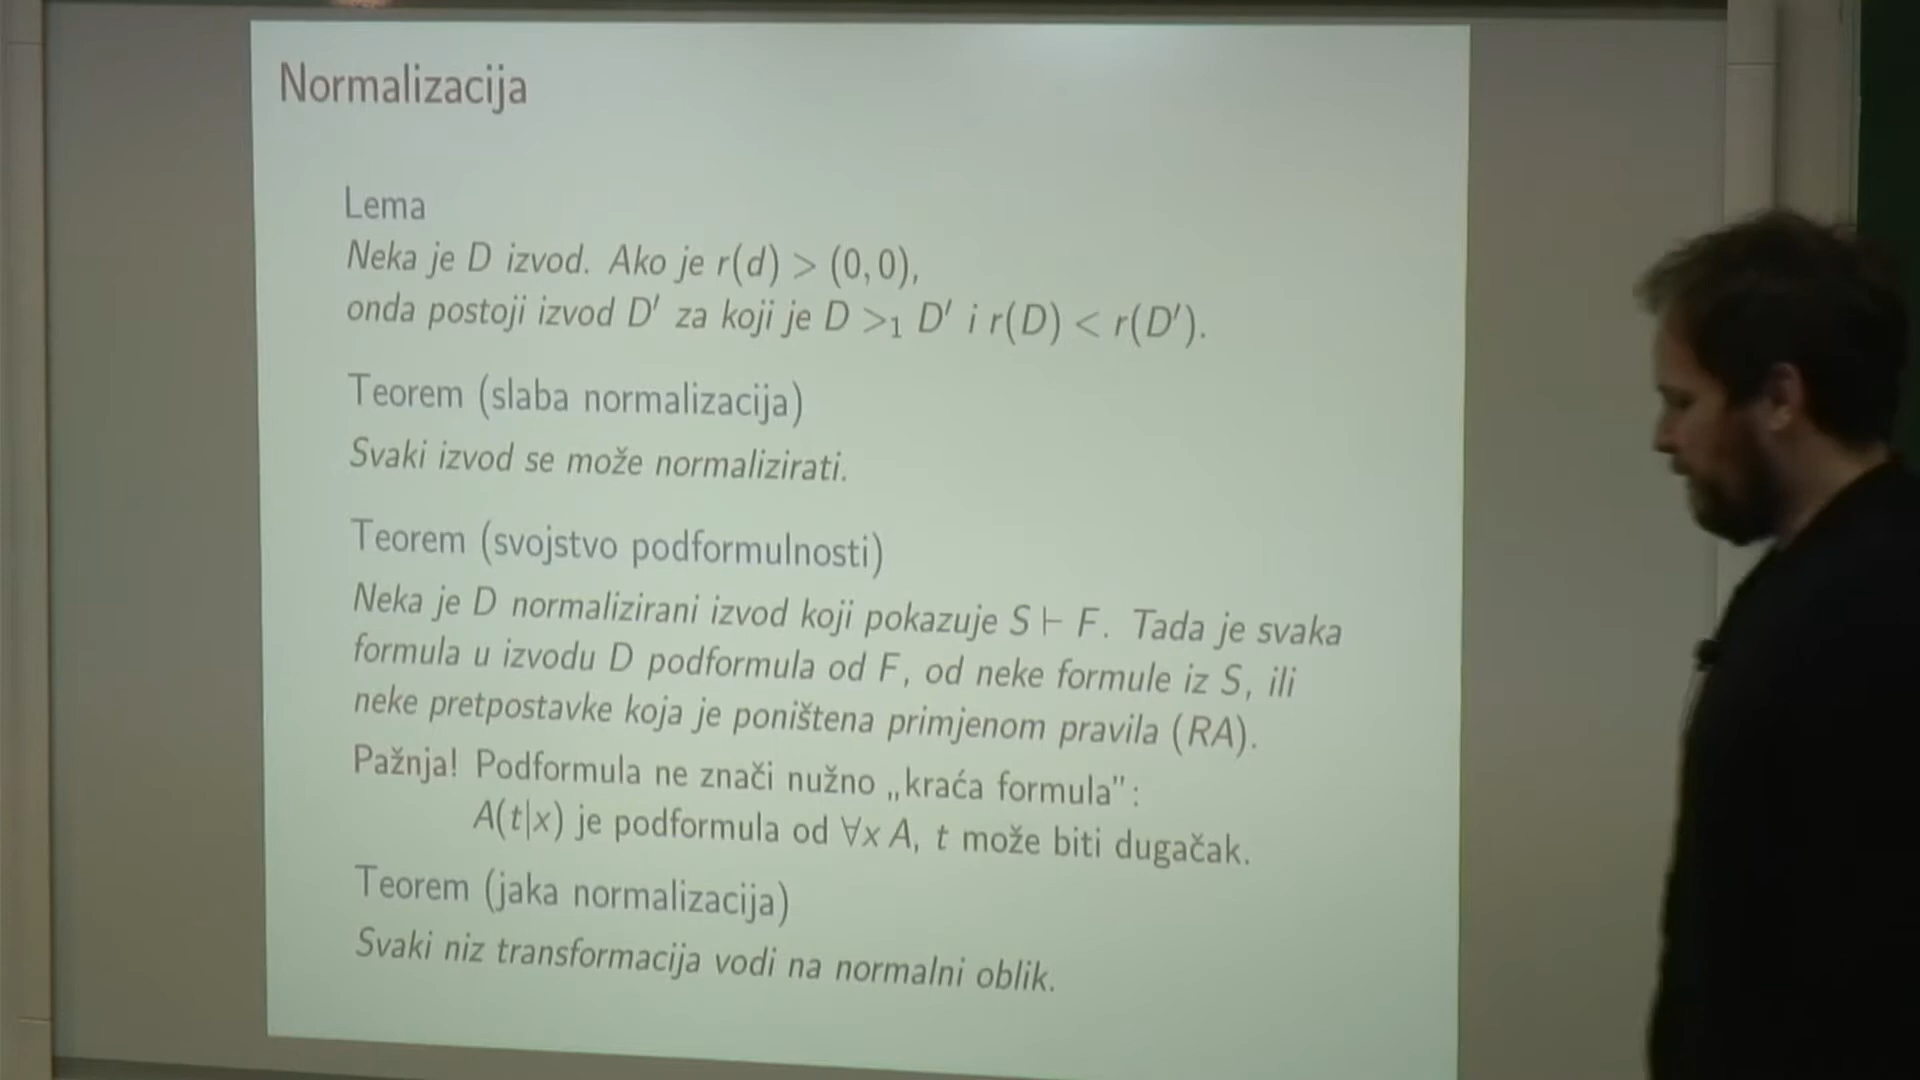 Normalizacija
Lema
Neka je D izvod. Ako je r(d) > (0, 0),
onda postoji izvod D′ za koji je D >₁ D′ i r(D) < r(D′).
Teorem (slaba normalizacija)
Svaki izvod se može normalizirati.
Teorem (svojstvo podformulnosti)
Neka je D normalizirani izvod koji pokazuje S ⊢ F. Tada je svaka
formula u izvodu D podformula od F, od neke formule iz S, ili
neke pretpostavke koja je poništena primjenom pravila (RA).
Pažnja! Podformula ne znači nužno „kraća formula”:
A(t|x) je podformula od ∀x A, t može biti dugačak.
Teorem (jaka normalizacija)
Svaki niz transformacija vodi na normalni oblik.